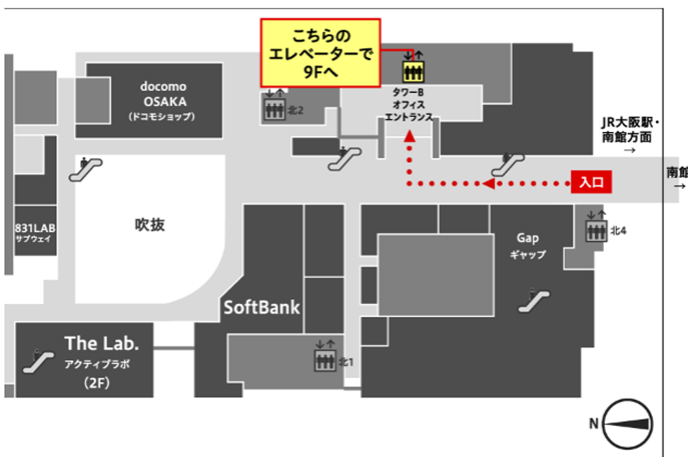 こちらの
エレベーターで
9Fへ
docomo
OSAKA
(ドコモショップ)
北2
タワーB
オフィス
エントランス
JR大阪駅・
南館方面
→
入口
南館
→
831LAB
サブウェイ
吹抜
Gap
ギャップ
北4
SoftBank
The Lab.
アクティブラボ
(2F)
北1
N